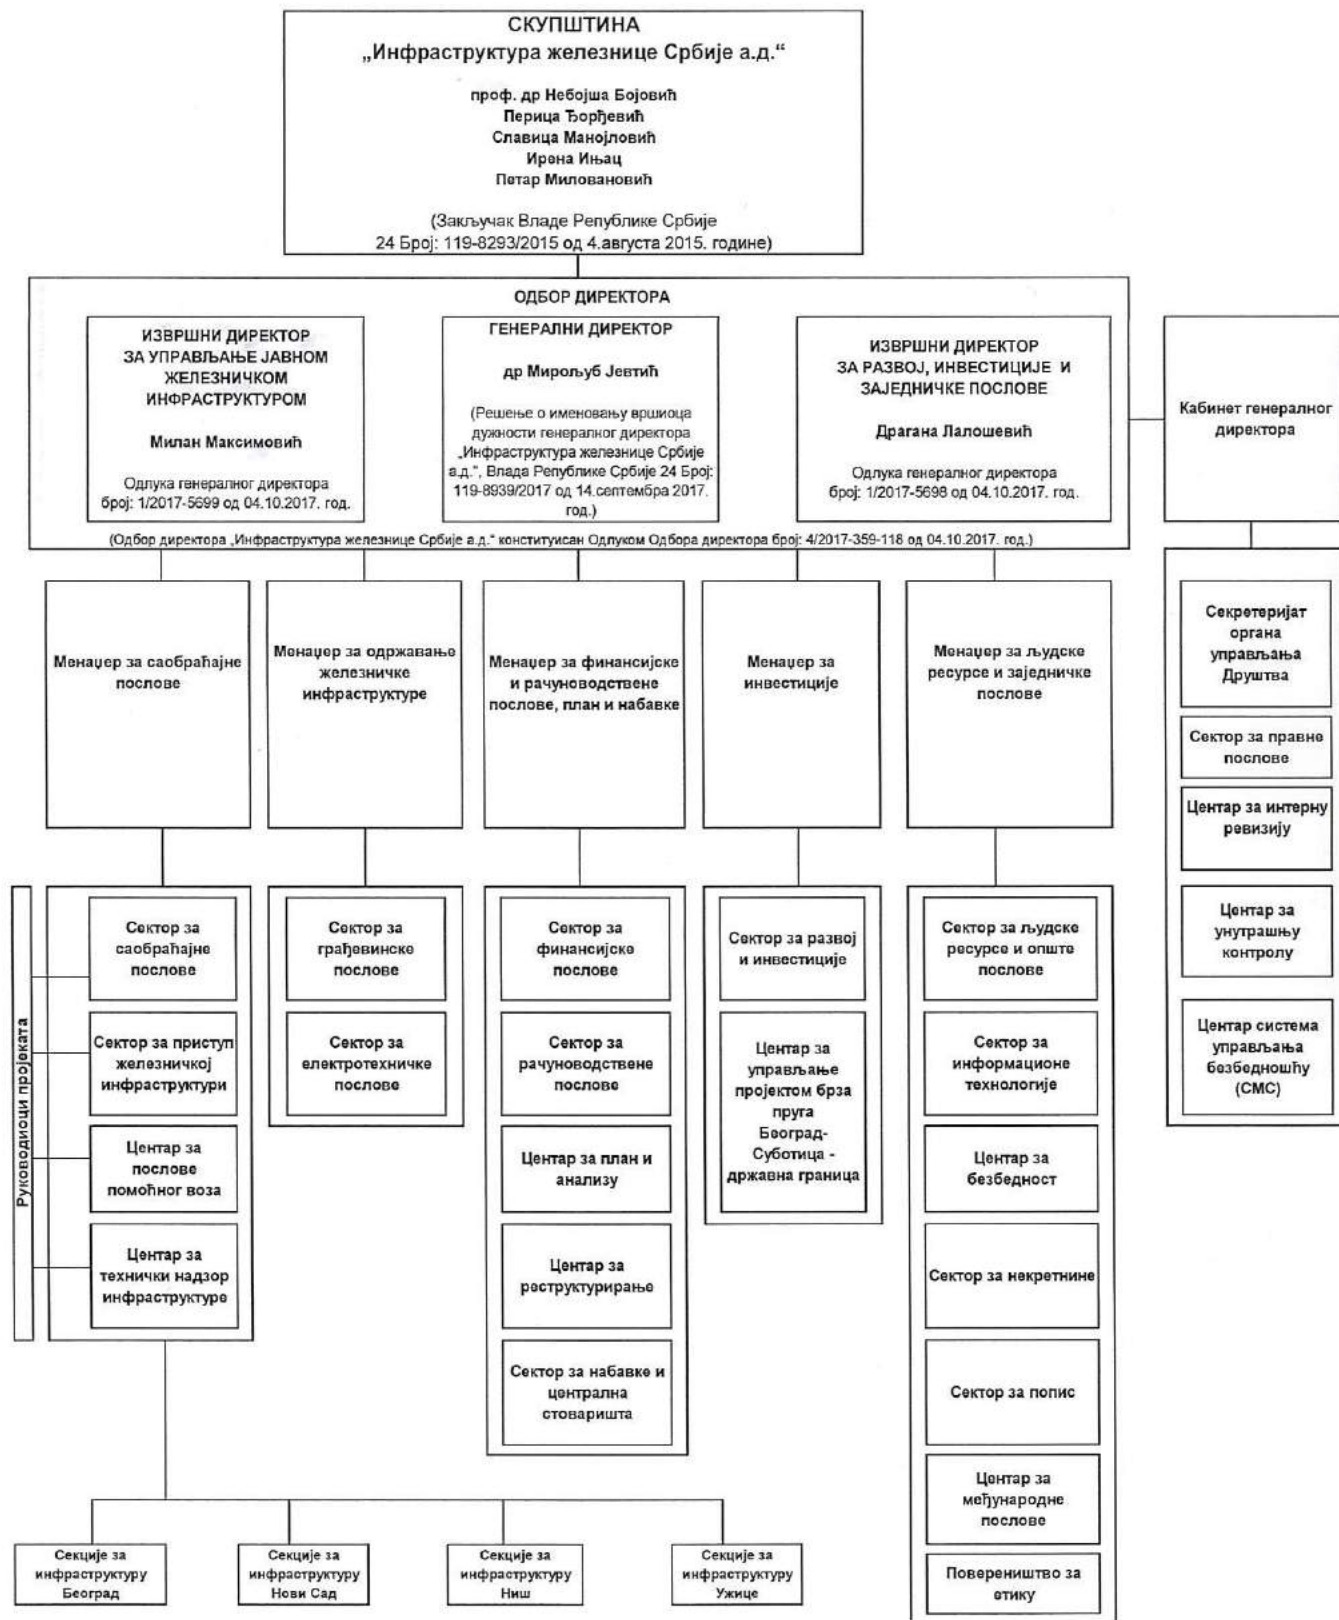 СКУПШТИНА
„Инфраструктура железнице Србије а.д.“
проф. др Небојша Бојовић
Перица Ђорђевић
Славица Манојловић
Ирена Ињац
Петар Миловановић
(Закључак Владе Републике Србије
24 Број: 119-8293/2015 од 4.августа 2015. године)
ОДБОР ДИРЕКТОРА
ИЗВРШНИ ДИРЕКТОР
ЗА УПРАВЉАЊЕ ЈАВНОМ
ЖЕЛЕЗНИЧКОМ
ИНФРАСТРУКТУРОМ
Милан Максимовић
Одлука генералног директора
број: 1/2017-5699 од 04.10.2017. год.
ГЕНЕРАЛНИ ДИРЕКТОР
др Мирољуб Јевтић
(Решење о именовању вршиоца
дужности генералног директора
„Инфраструктура железнице Србије
а.д.“, Влада Републике Србије 24 Број:
119-8939/2017 од 14.септембра 2017.
год.)
ИЗВРШНИ ДИРЕКТОР
ЗА РАЗВОЈ, ИНВЕСТИЦИЈЕ И
ЗАЈЕДНИЧКЕ ПОСЛОВЕ
Драгана Лалошевић
Одлука генералног директора
број: 1/2017-5698 од 04.10.2017. год.
(Одбор директора „Инфраструктура железнице Србије а.д.“ конституисан Одлуком Одбора директора број: 4/2017-359-118 од 04.10.2017. год.)
Кабинет генералног
директора
Менаџер за саобраћајне
послове
Менаџер за одржавање
железничке
инфраструктуре
Менаџер за финансијске
и рачуноводствене
послове, план и набавке
Менаџер за
инвестиције
Менаџер за људске
ресурсе и заједничке
послове
Секретеријат
органа
управљања
Друштва
Сектор за правне
послове
Центар за интерну
ревизију
Центар за
унутрашњу
контролу
Центар система
управљања
безбедношћу
(СМС)
Руководиоци пројеката
Сектор за
саобраћајне
послове
Сектор за приступ
железничкој
инфраструктури
Центар за
послове
помоћног воза
Центар за
технички надзор
инфраструктуре
Сектор за
грађевинске
послове
Сектор за
електротехничке
послове
Сектор за
финансијске
послове
Сектор за
рачуноводствене
послове
Центар за план и
анализу
Центар за
реструктурирање
Сектор за набавке и
централна
стоваришта
Сектор за развој
и инвестиције
Центар за
управљање
пројектом брза
пруга
Београд-
Суботица -
државна граница
Сектор за људске
ресурсе и опште
послове
Сектор за
информационе
технологије
Центар за
безбедност
Сектор за некретнине
Сектор за попис
Центар за
међународне
послове
Повереништво за
етику
Секције за
инфраструктуру
Београд
Секције за
инфраструктуру
Нови Сад
Секције за
инфраструктуру
Ниш
Секције за
инфраструктуру
Ужице